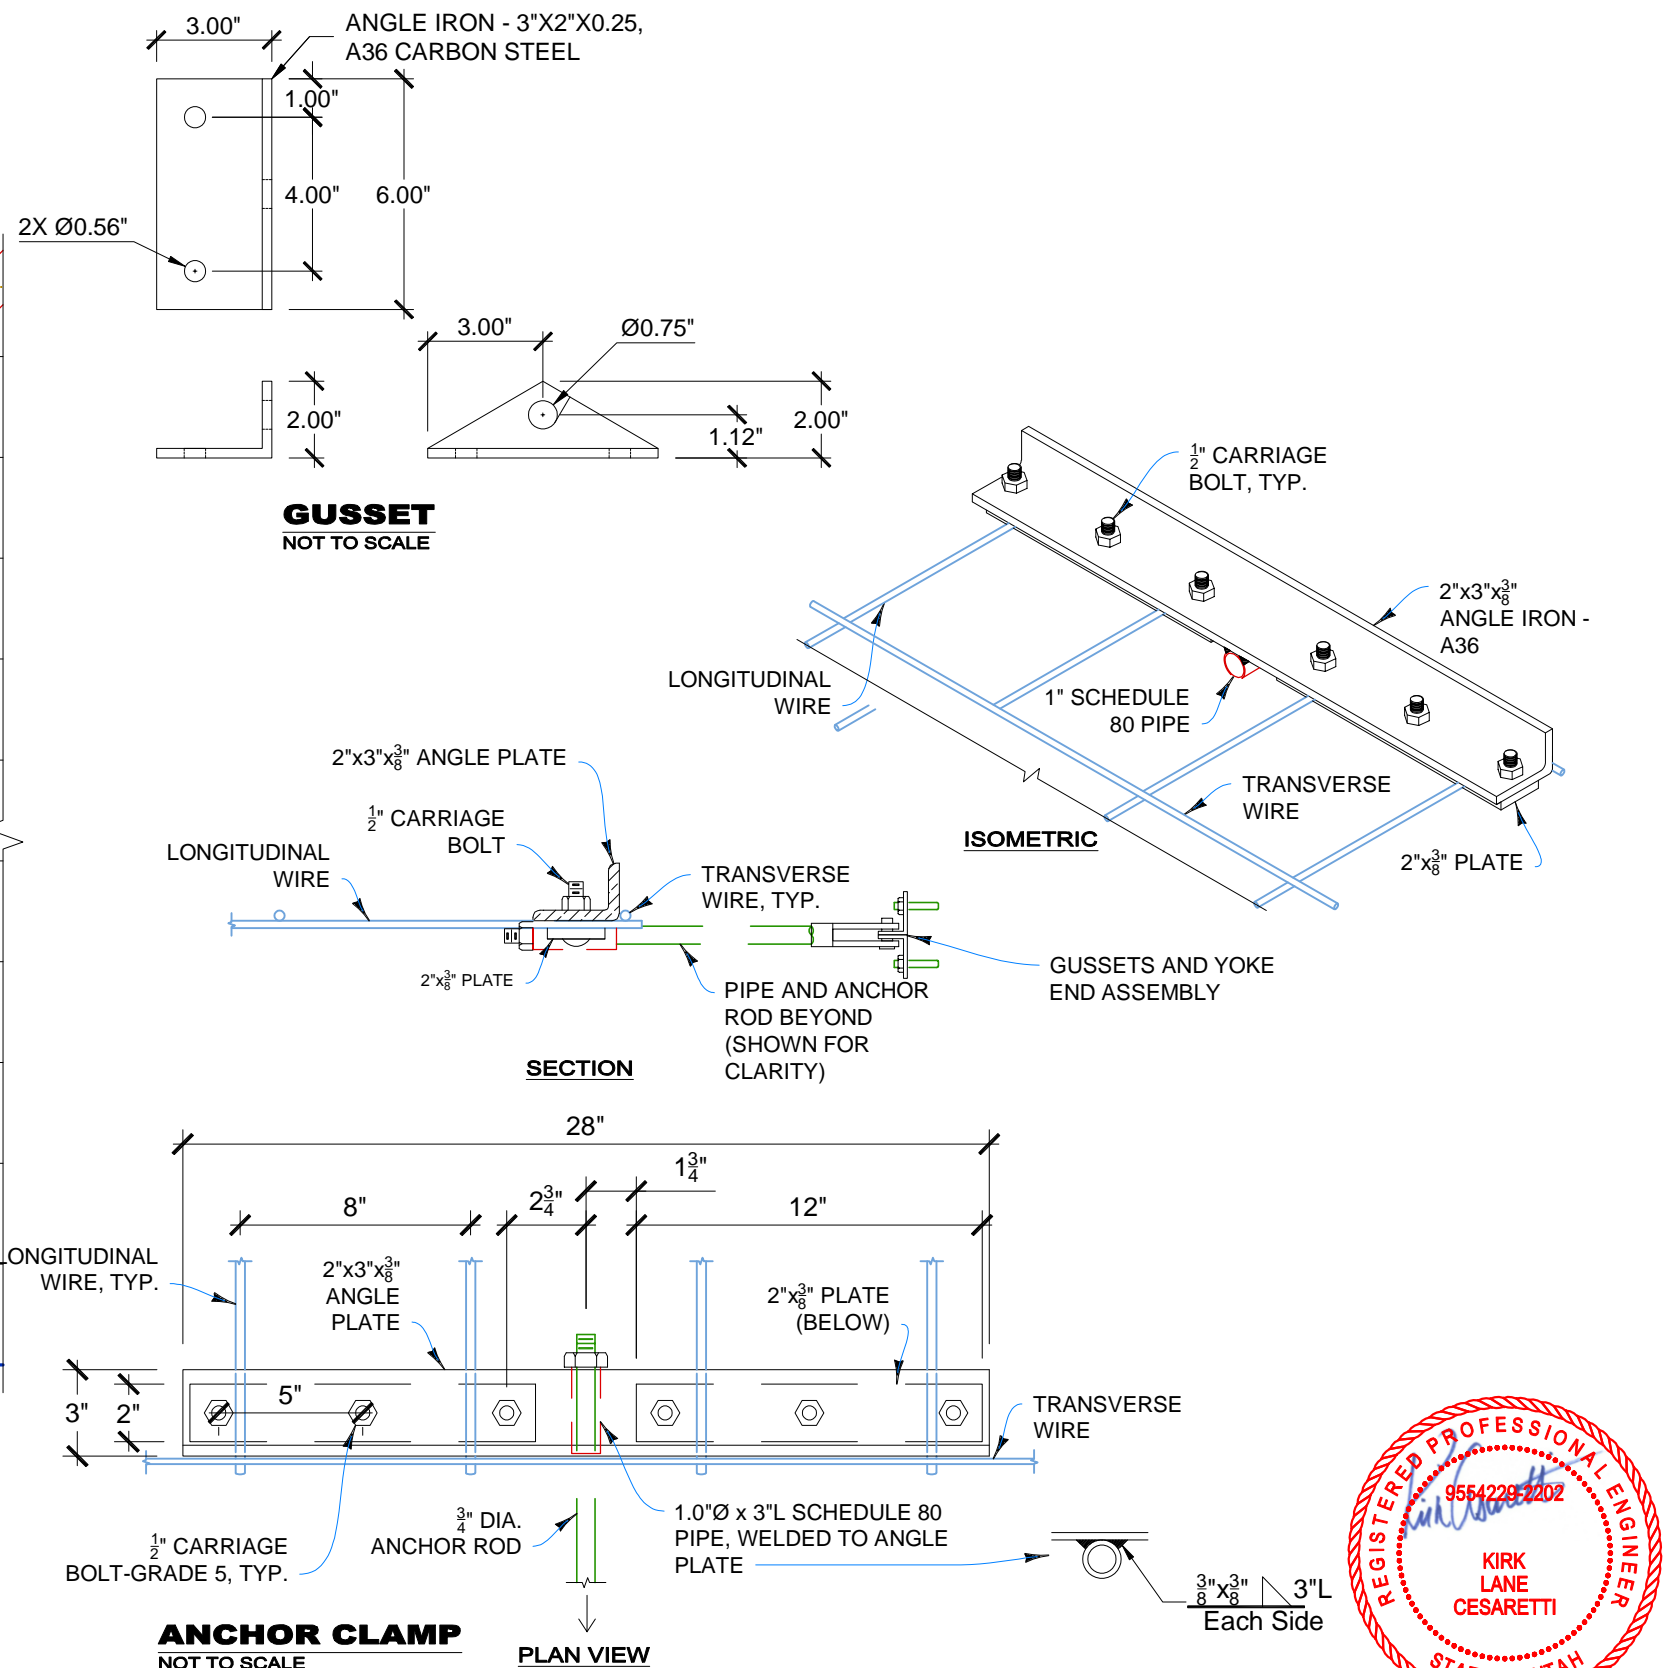 3.00"
ANGLE IRON - 3"X2"X0.25,
A36 CARBON STEEL
1.00"
4.00"
6.00"
2X Ø0.56"
3.00"
Ø0.75"
2.00"
1.12"
2.00"
GUSSET
NOT TO SCALE
1/2" CARRIAGE
BOLT, TYP.
2"x3"x3/8"
ANGLE IRON -
A36
LONGITUDINAL
WIRE
1" SCHEDULE
80 PIPE
TRANSVERSE
WIRE
2"x3/8" PLATE
ISOMETRIC
2"x3"x3/8" ANGLE PLATE
1/2" CARRIAGE
BOLT
LONGITUDINAL
WIRE
TRANSVERSE
WIRE, TYP.
2"x3/8" PLATE
PIPE AND ANCHOR
ROD BEYOND
(SHOWN FOR
CLARITY)
GUSSETS AND YOKE
END ASSEMBLY
SECTION
28"
1 3/4"
2 3/4"
8"
12"
ONGITUDINAL
WIRE, TYP.
2"x3"x3/8"
ANGLE
PLATE
2"x3/8" PLATE
(BELOW)
3"
2"
5"
TRANSVERSE
WIRE
1/2" CARRIAGE
BOLT-GRADE 5, TYP.
3/4" DIA.
ANCHOR ROD
1.0"Ø x 3"L SCHEDULE 80
PIPE, WELDED TO ANGLE
PLATE
3/8"x3/8" 3"L
Each Side
ANCHOR CLAMP
NOT TO SCALE
PLAN VIEW
REGISTERED PROFESSIONAL ENGINEER
9554229-2202
KIRK
LANE
CESARETTI